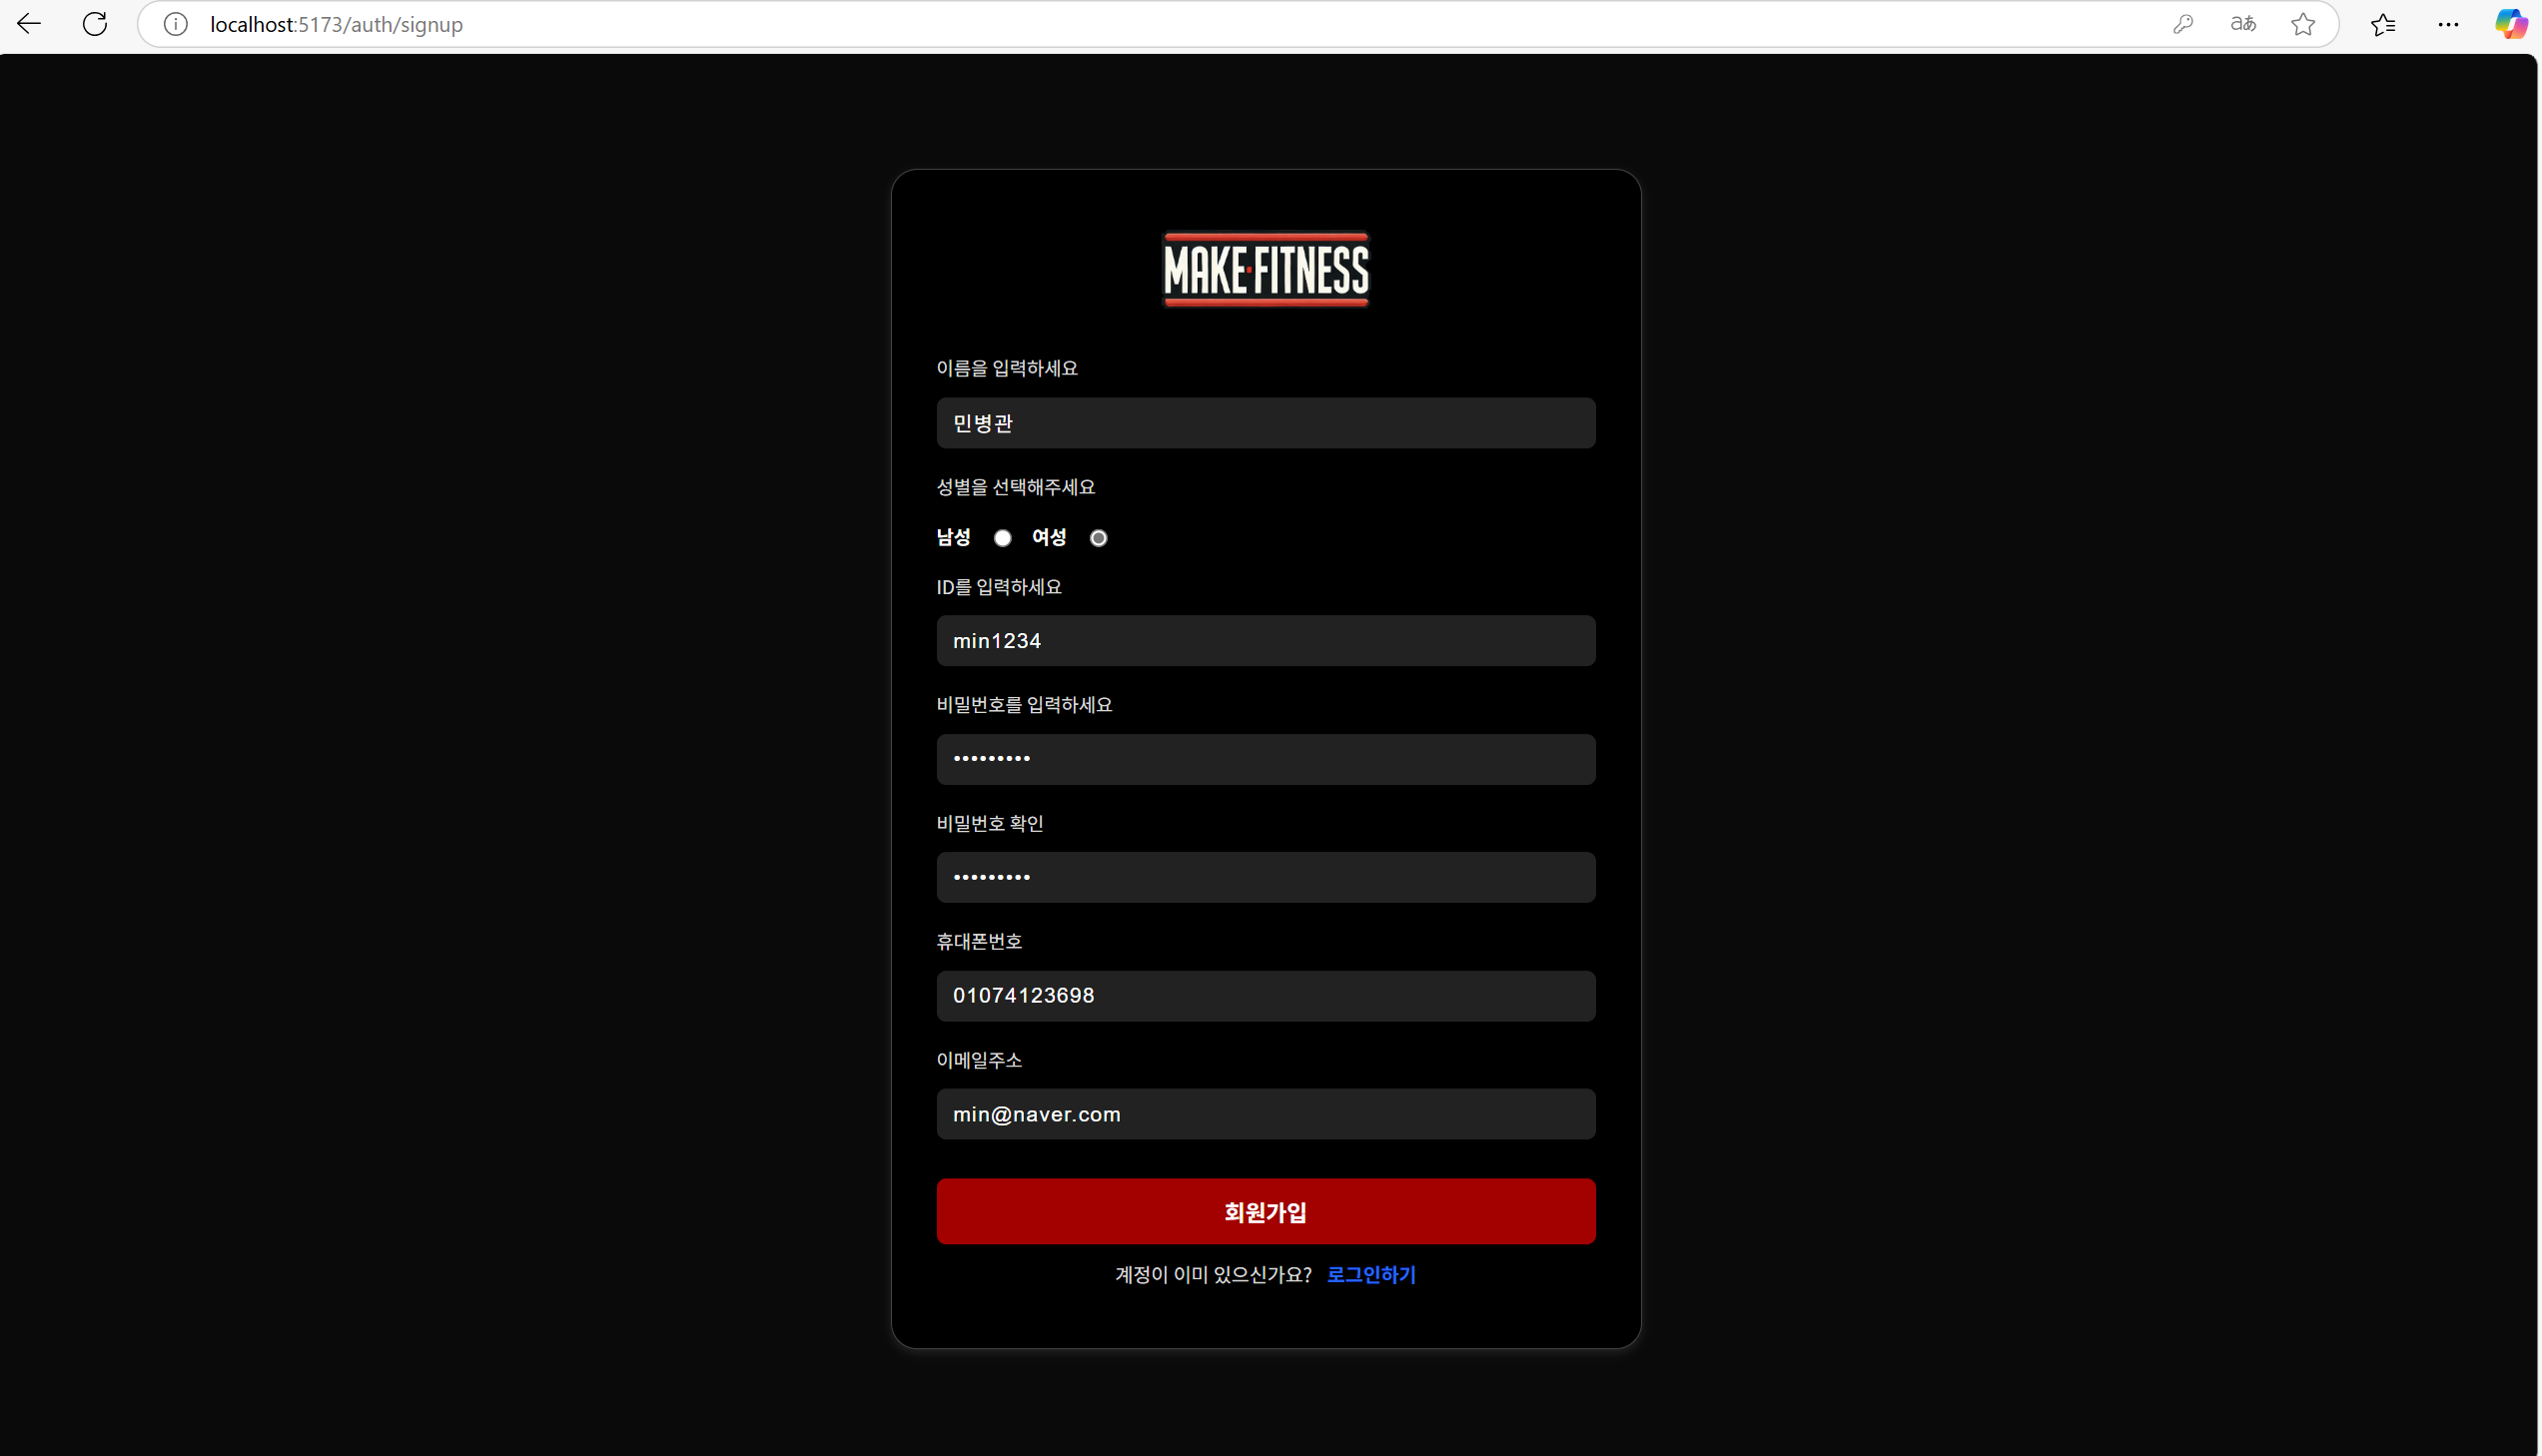 localhost:5173/auth/signup
aあ
MAKE·FITNESS
이름을 입력하세요
민병관
성별을 선택해주세요
남성 여성
ID를 입력하세요
min1234
비밀번호를 입력하세요
•••••••••
비밀번호 확인
•••••••••
휴대폰번호
01074123698
이메일주소
min@naver.com
회원가입
계정이 이미 있으신가요? 로그인하기